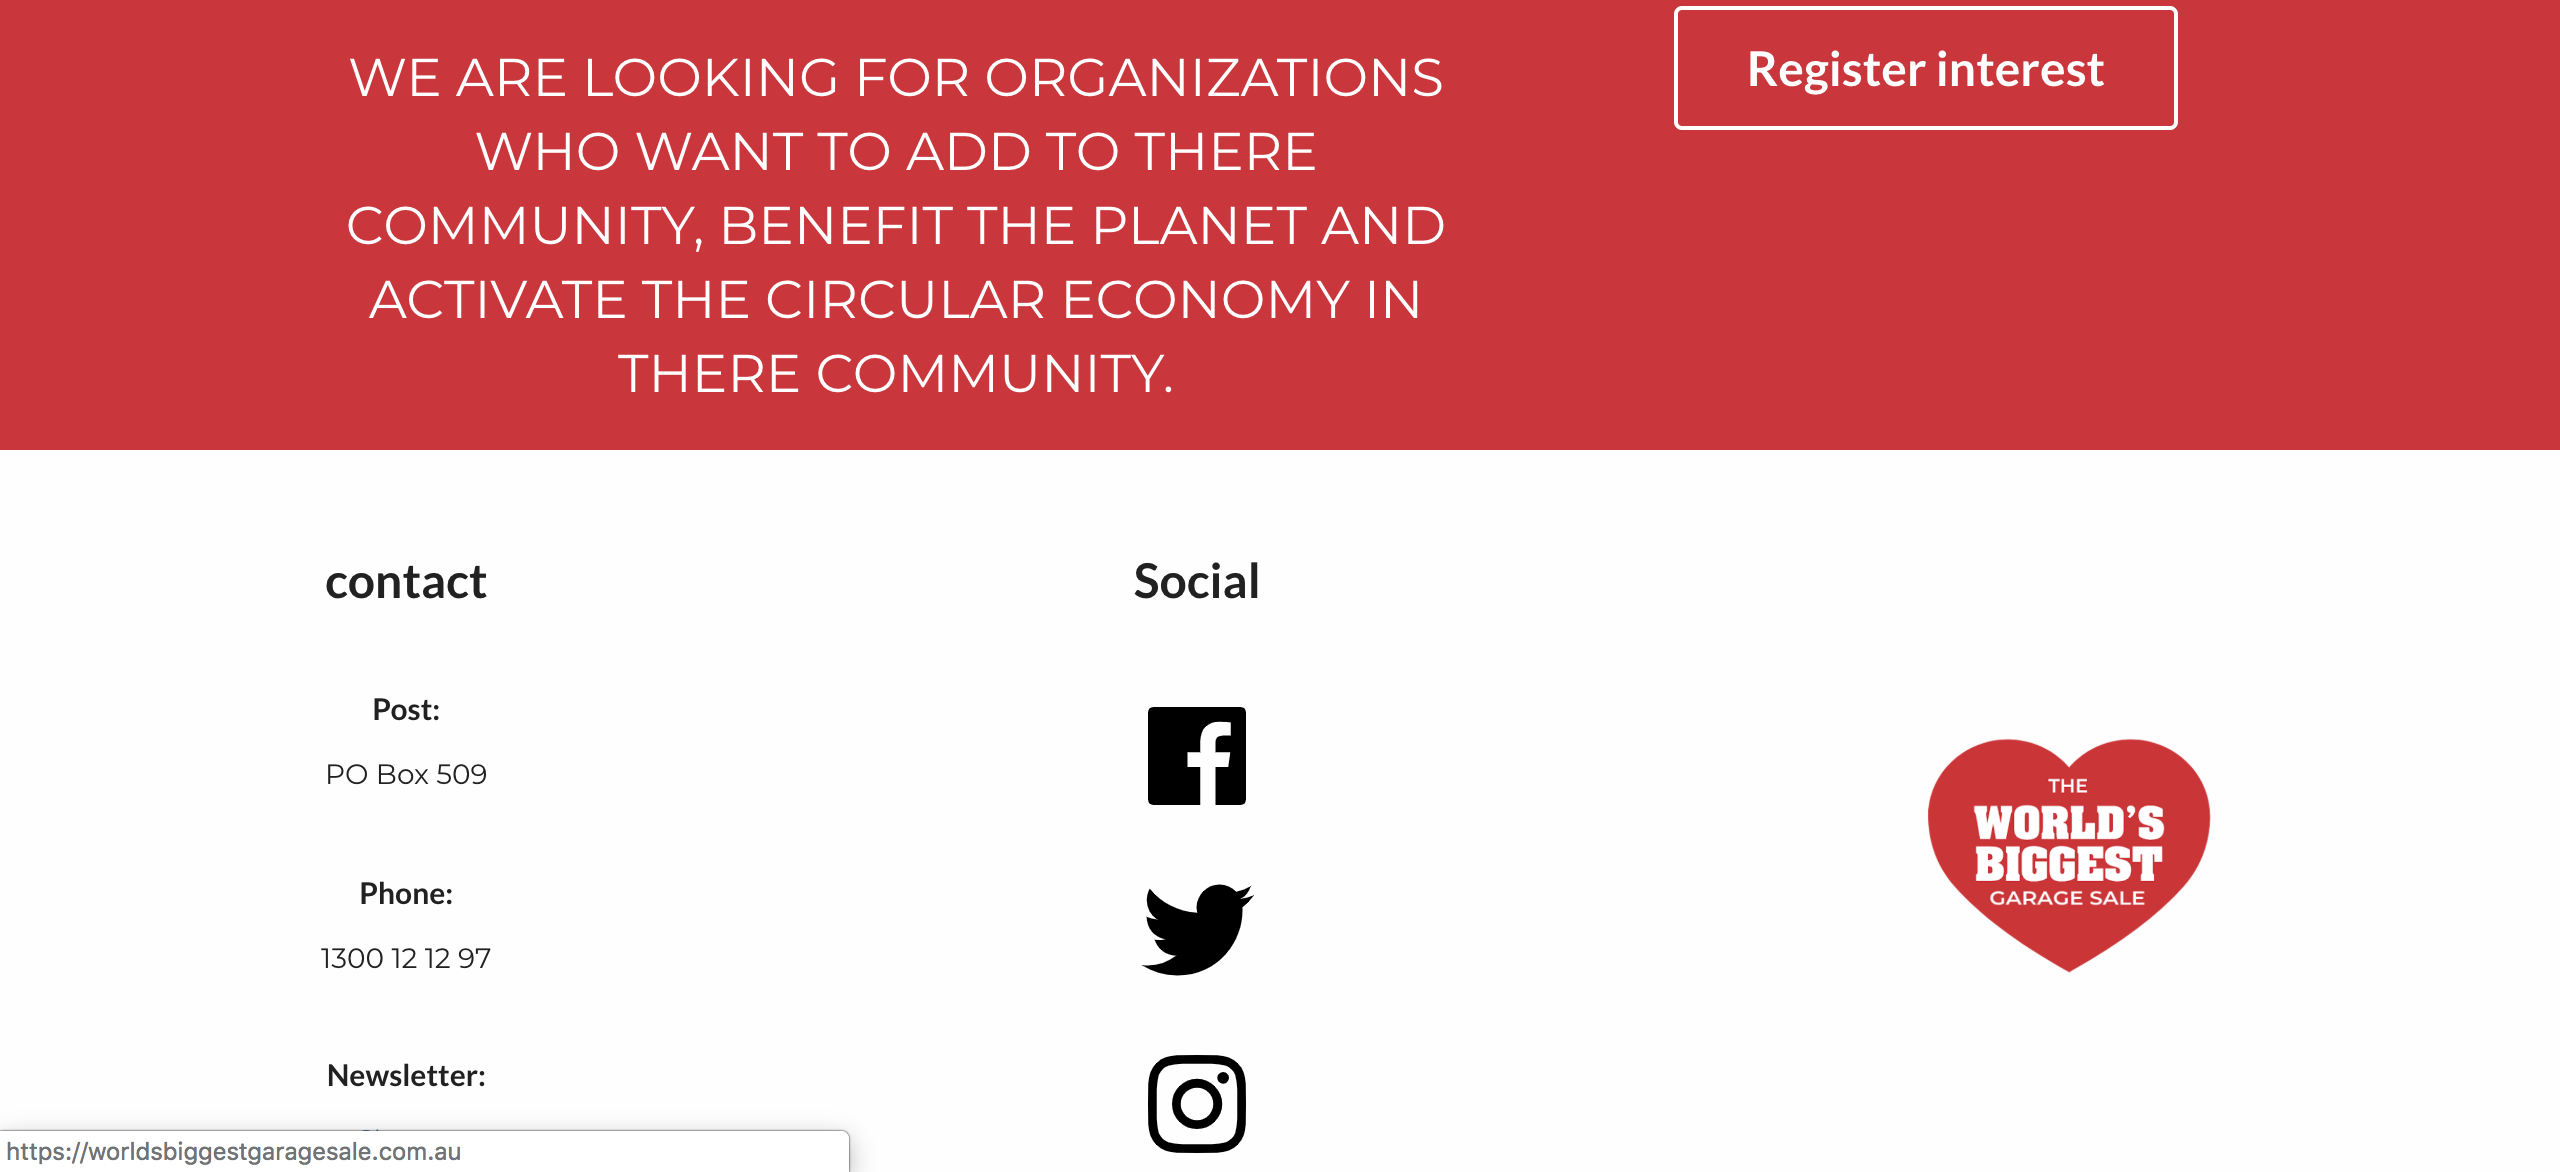 WE ARE LOOKING FOR ORGANIZATIONS
WHO WANT TO ADD TO THERE
COMMUNITY, BENEFIT THE PLANET AND
ACTIVATE THE CIRCULAR ECONOMY IN
THERE COMMUNITY.
Register interest
contact
Post:
PO Box 509
Phone:
1300 12 12 97
Newsletter:
Social
THE
WORLD'S
BIGGEST
GARAGE SALE
https://worldsbiggestgaragesale.com.au